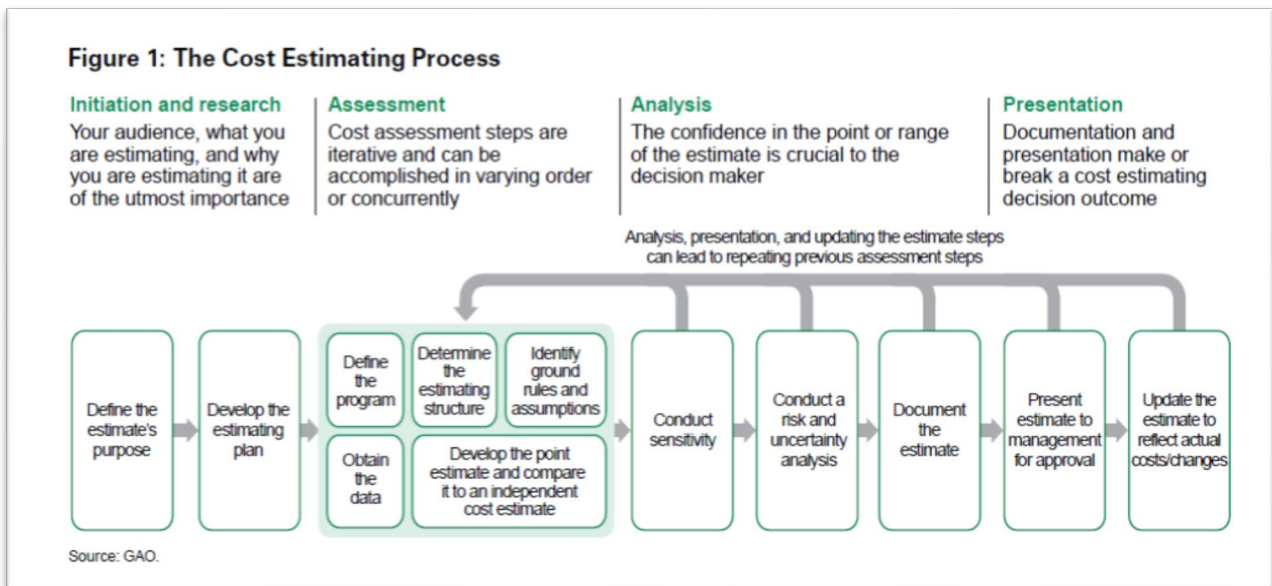 Figure 1: The Cost Estimating Process
Initiation and research
Your audience, what you
are estimating, and why
you are estimating it are
of the utmost importance
Assessment
Cost assessment steps are
iterative and can be
accomplished in varying order
or concurrently
Analysis
The confidence in the point or range
of the estimate is crucial to the
decision maker
Presentation
Documentation and
presentation make or
break a cost estimating
decision outcome
Analysis, presentation, and updating the estimate steps
can lead to repeating previous assessment steps
Define the
estimate's
purpose
Develop the
estimating
plan
Define
the
program
Determine
the
estimating
structure
Identify
ground
rules and
assumptions
Obtain
the
data
Develop the point
estimate and compare
it to an independent
cost estimate
Conduct
sensitivity
Conduct a
risk and
uncertainty
analysis
Document
the
estimate
Present
estimate to
management
for approval
Update the
estimate to
reflect actual
costs/changes
Source: GAO.